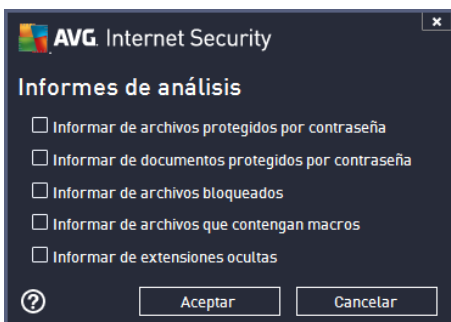 AVG Internet Security
Informes de análisis
Informar de archivos protegidos por contraseña
Informar de documentos protegidos por contraseña
Informar de archivos bloqueados
Informar de archivos que contengan macros
Informar de extensiones ocultas
? Aceptar Cancelar